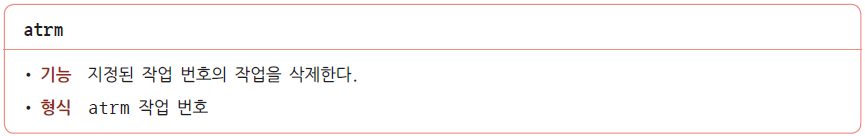 atrm
• 기능 지정된 작업 번호의 작업을 삭제한다.
• 형식 atrm 작업 번호